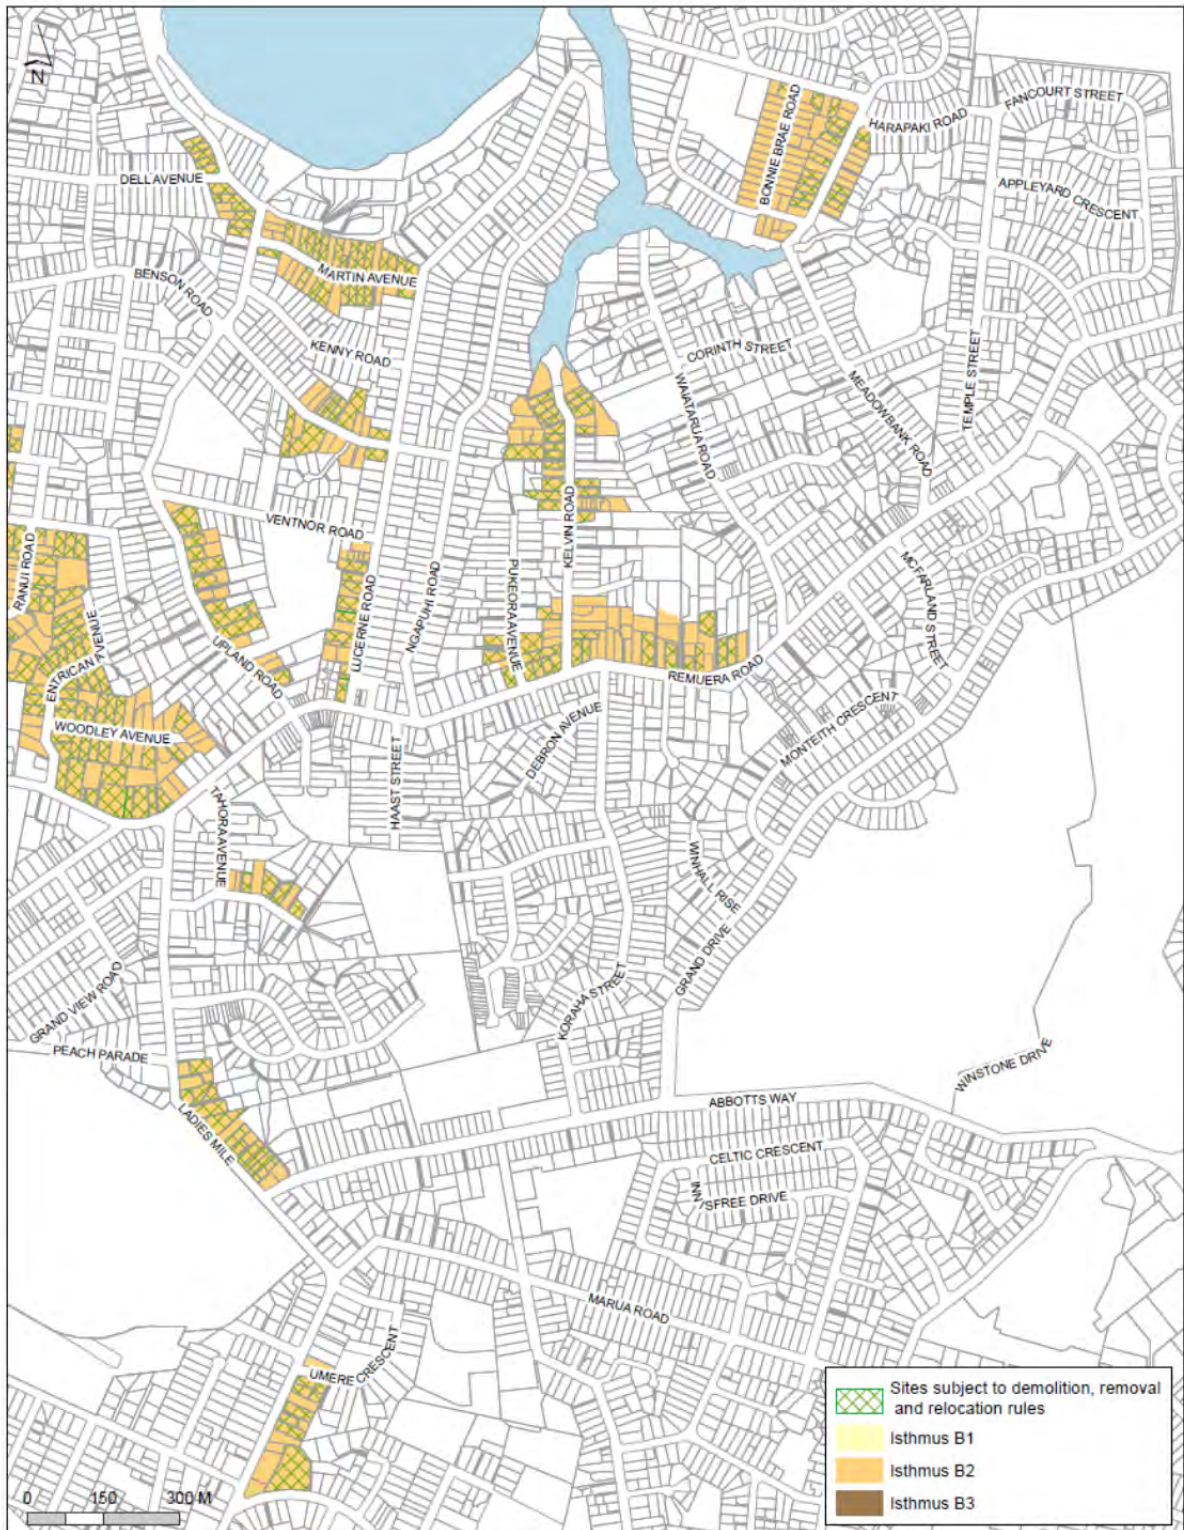 N
BONNIE BRAE ROAD
HARAPAKI ROAD
FANCOURT STREET
DELL AVENUE
APPLEYARD CRESCENT
MARTIN AVENUE
BENSON ROAD
KENNY ROAD
CORINTH STREET
WAIATARUA ROAD
MEADOWBANK ROAD
TEMPLE STREET
VENTNOR ROAD
KELVIN ROAD
RANUI ROAD
PUKEORA AVENUE
NGAPUHI ROAD
LUCERNE ROAD
MCFARLAND STREET
ENTRICAN AVENUE
UPLAND ROAD
REMUERA ROAD
WOODLEY AVENUE
DEBRON AVENUE
MONTEITH CRESCENT
HAAST STREET
TAHORA AVENUE
WINHALL RISE
GRAND DRIVE
GRAND VIEW ROAD
KORAHA STREET
PEACH PARADE
WINSTONE DRIVE
ABBOTTS WAY
LADIES MILE
CELTIC CRESCENT
INNISFREE DRIVE
MARUA ROAD
UMERE CRESCENT
Sites subject to demolition, removal
and relocation rules
Isthmus B1
Isthmus B2
Isthmus B3
0 150 300 M